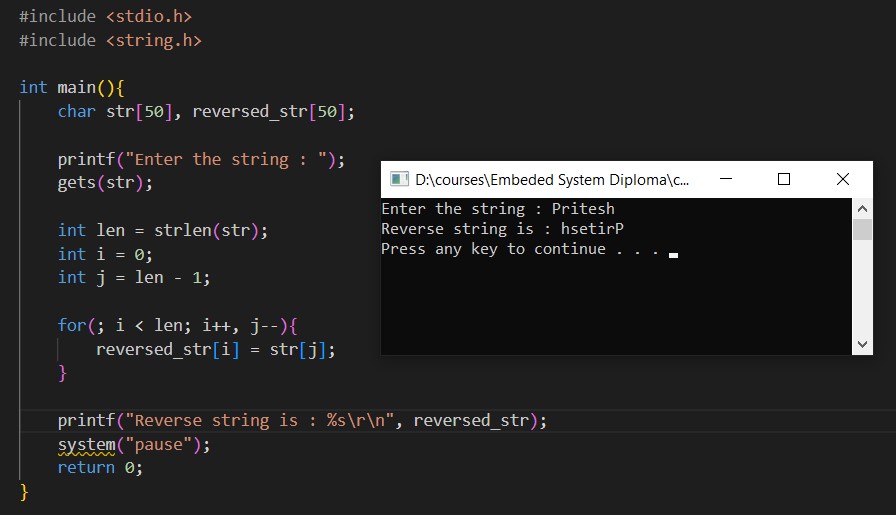 #include <stdio.h>
#include <string.h>
int main(){
char str[50], reversed_str[50];
printf("Enter the string : ");
gets(str);
int len = strlen(str);
int i = 0;
int j = len - 1;
for(; i < len; i++, j--){
reversed_str[i] = str[j];
}
printf("Reverse string is : %s\r\n", reversed_str);
system("pause");
return 0;
}
D:\courses\Embeded System Diploma\c...
Enter the string : Pritesh
Reverse string is : hsetirP
Press any key to continue . . .